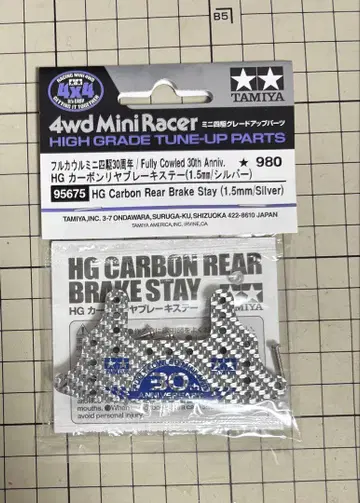 B5
RACING MINI 4WD
4x4
TAMIYA
4wd Mini Racer ミニ四駆グレードアップパーツ
HIGH GRADE TUNE-UP PARTS
フルカウルミニ四駆30周年 / Fully Cowled 30th Anniv. ★ 980
HG カーボンリヤブレーキステー(1.5㎜/シルバー)
95675 HG Carbon Rear Brake Stay (1.5mm/Silver)
TAMIYA,INC. 3-7 ONDAWARA, SURUGA-KU, SHIZUOKA 422-8610 JAPAN
TAMIYA AMERICA, INC. IRVINE,CA
HG CARBON REAR
BRAKE STAY
HG カーボンリヤブレーキステー
TAMIYA
30
ANNIVERSARY
mouths.
avoid personal injury.